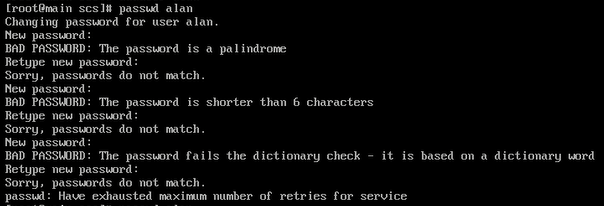 [root@main scs]# passwd alan
Changing password for user alan.
New password:
BAD PASSWORD: The password is a palindrome
Retype new password:
Sorry, passwords do not match.
New password:
BAD PASSWORD: The password is shorter than 6 characters
Retype new password:
Sorry, passwords do not match.
New password:
BAD PASSWORD: The password fails the dictionary check - it is based on a dictionary word
Retype new password:
Sorry, passwords do not match.
passwd: Have exhausted maximum number of retries for service